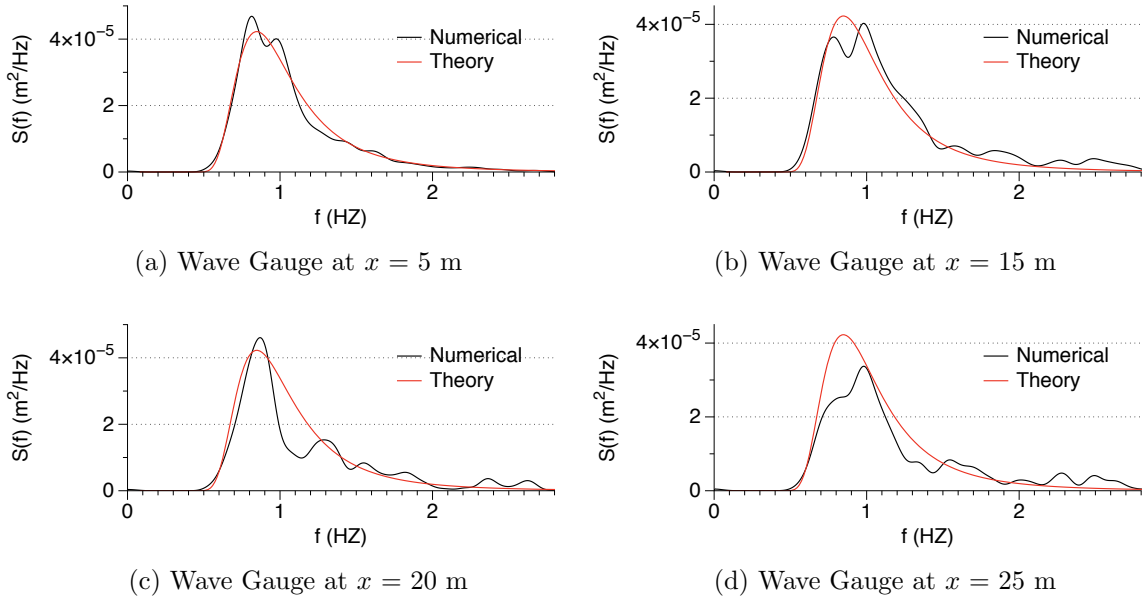 S(f) (m²/Hz)
4×10⁻⁵
2
0
0
1
2
f (HZ)
Numerical
Theory
(a) Wave Gauge at x = 5 m
S(f) (m²/Hz)
4×10⁻⁵
2
0
0
1
2
f (HZ)
Numerical
Theory
(b) Wave Gauge at x = 15 m
S(f) (m²/Hz)
4×10⁻⁵
2
0
0
1
2
f (HZ)
Numerical
Theory
(c) Wave Gauge at x = 20 m
S(f) (m²/Hz)
4×10⁻⁵
2
0
0
1
2
f (HZ)
Numerical
Theory
(d) Wave Gauge at x = 25 m